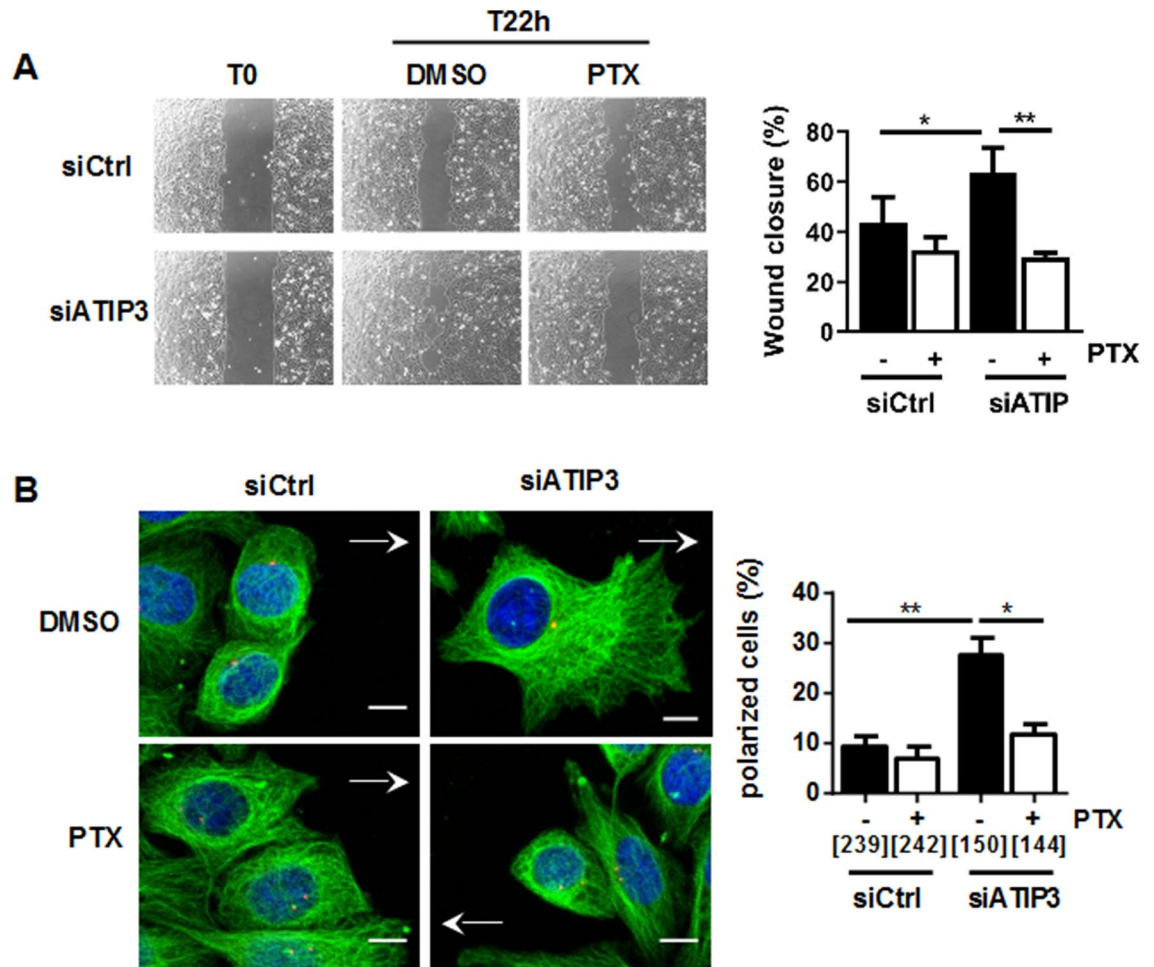 T22h
A
T0 DMSO PTX
siCtrl
siATIP3
Wound closure (%)
80
60
40
20
0
* **
- + - + PTX
siCtrl siATIP
B
siCtrl siATIP3
DMSO
PTX
polarized cells (%)
40
30
20
10
0
** *
- + - + PTX
[239] [242] [150] [144]
siCtrl siATIP3